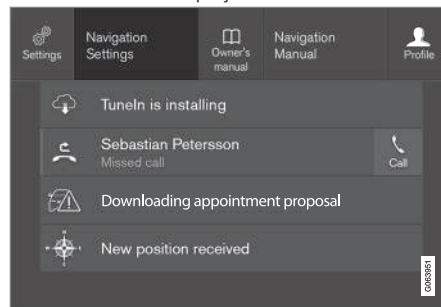 Settings
Navigation
Settings
Owner's
manual
Navigation
Manual
Profile
TuneIn is installing
Sebastian Petersson
Missed call
Call
Downloading appointment proposal
New position received
G063951